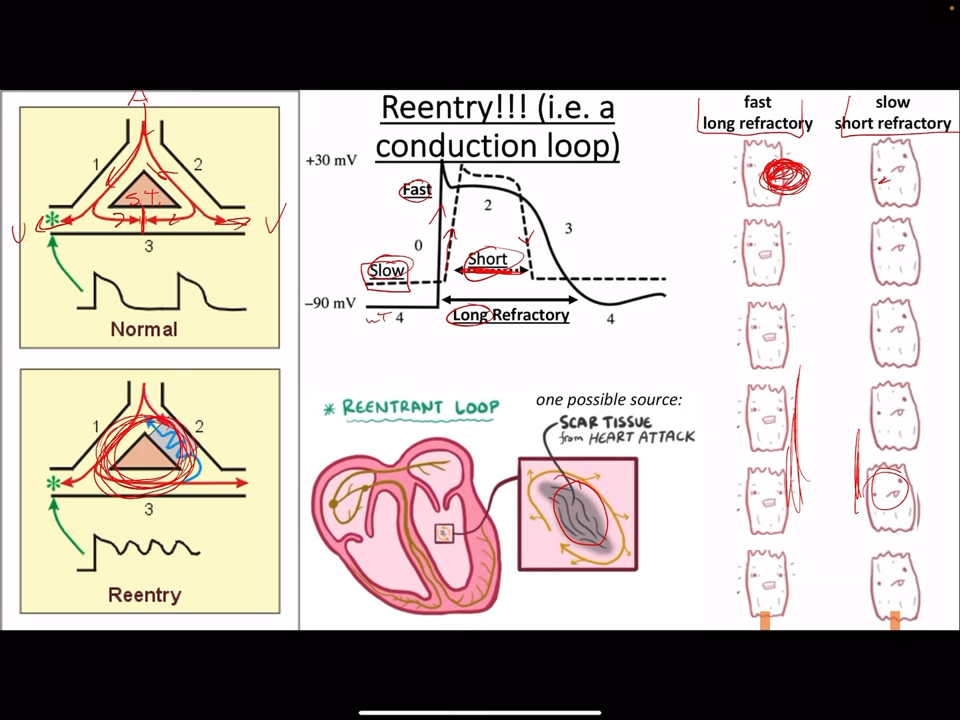 A
1
2
S.T.
*
V
V
3
Normal
1
2
*
3
Reentry
Reentry!!! (i.e. a
conduction loop)
+30 mV
Fast
2
3
0
Slow
Short
–90 mV
4
Long Refractory
4
* REENTRANT LOOP
one possible source:
SCAR TISSUE
from HEART ATTACK
fast
long refractory
slow
short refractory